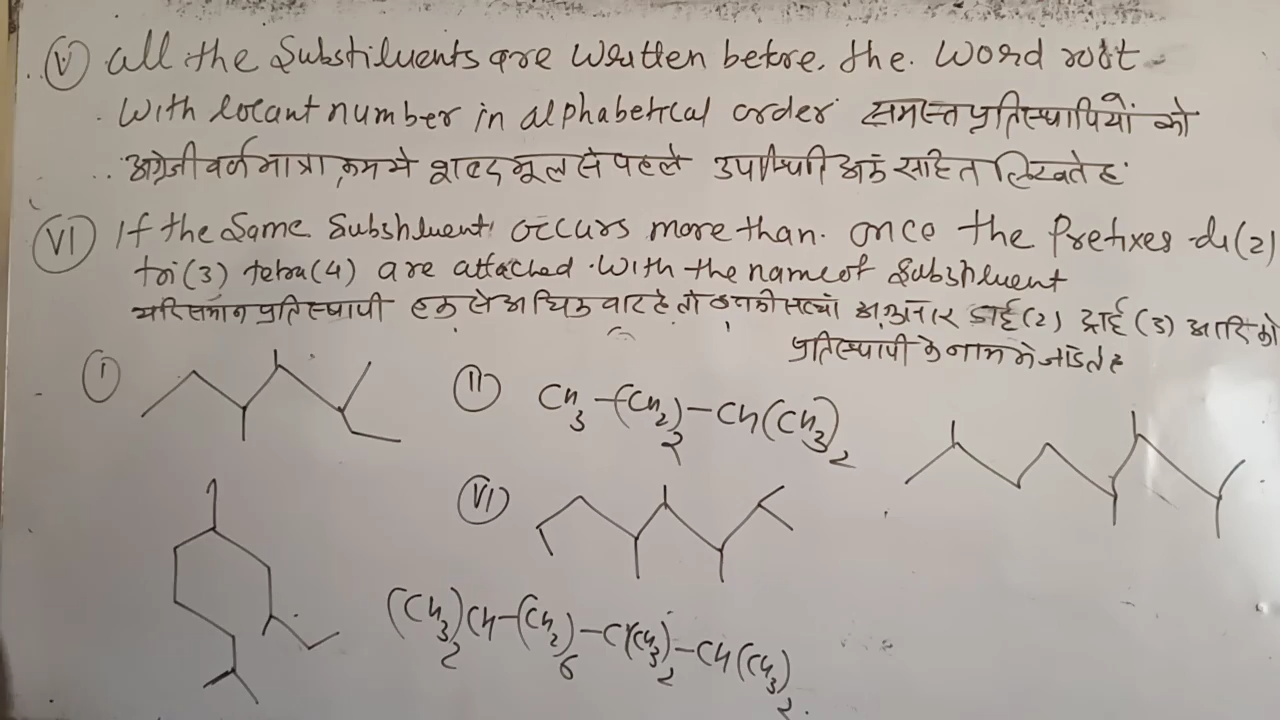 (V) All the Substituents are written before. the. word root
with locant number in alphabetical order समस्त प्रतिस्थापियों को
अंग्रेजी वर्णमात्रा क्रम मे शब्द मूल से पहले उपस्थिति अंक सहित लिखते है
(VI) If the Same Substituent occurs more than. once the Prefixes di(2)
tri(3) tetra(4) are attached with the name of Substituent
यदि समान प्रतिस्थापी एक से अधिक बार है तो उनकी संख्या अनुसार डाई(2) ट्राई(3) आदि को
प्रतिस्थापी के नाम मे जोडते है
(I) (II) CH3-(CH2)2-CH(CH3)2
(VI)
(CH3)2CH-(CH2)6-C(CH3)2-CH(CH3)2.